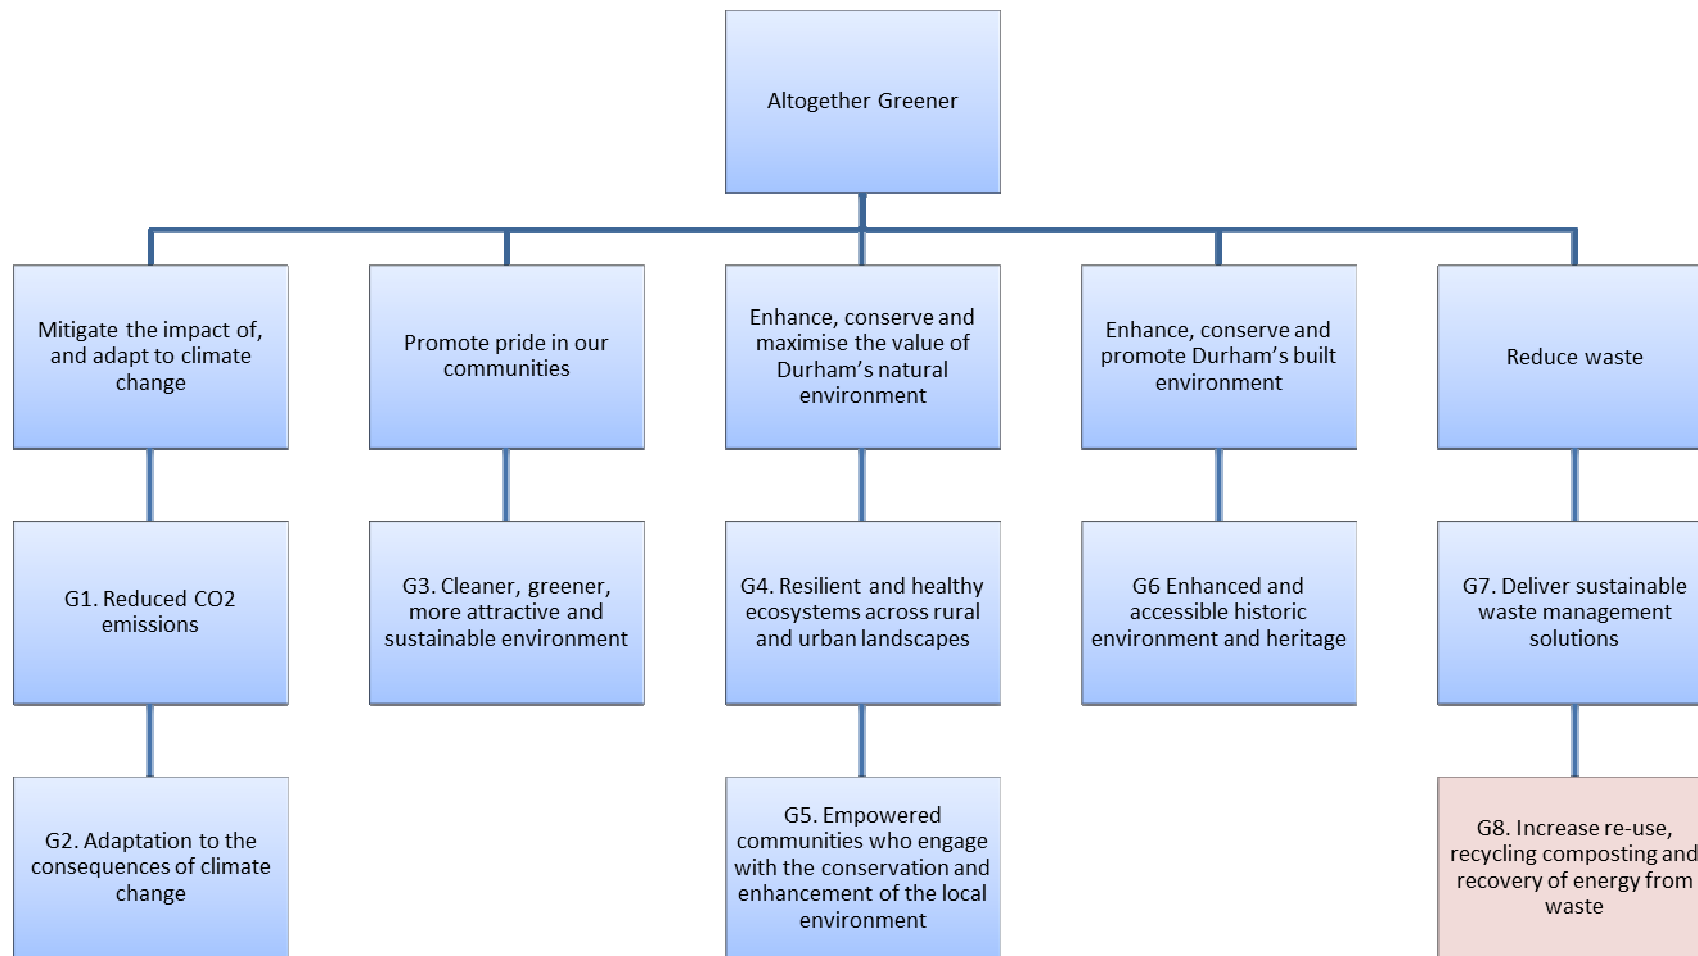 Altogether Greener
Mitigate the impact of,
and adapt to climate
change
Promote pride in our
communities
Enhance, conserve and
maximise the value of
Durham’s natural
environment
Enhance, conserve and
promote Durham’s built
environment
Reduce waste
G1. Reduced CO2
emissions
G3. Cleaner, greener,
more attractive and
sustainable environment
G4. Resilient and healthy
ecosystems across rural
and urban landscapes
G6 Enhanced and
accessible historic
environment and heritage
G7. Deliver sustainable
waste management
solutions
G2. Adaptation to the
consequences of climate
change
G5. Empowered
communities who engage
with the conservation and
enhancement of the local
environment
G8. Increase re-use,
recycling composting and
recovery of energy from
waste